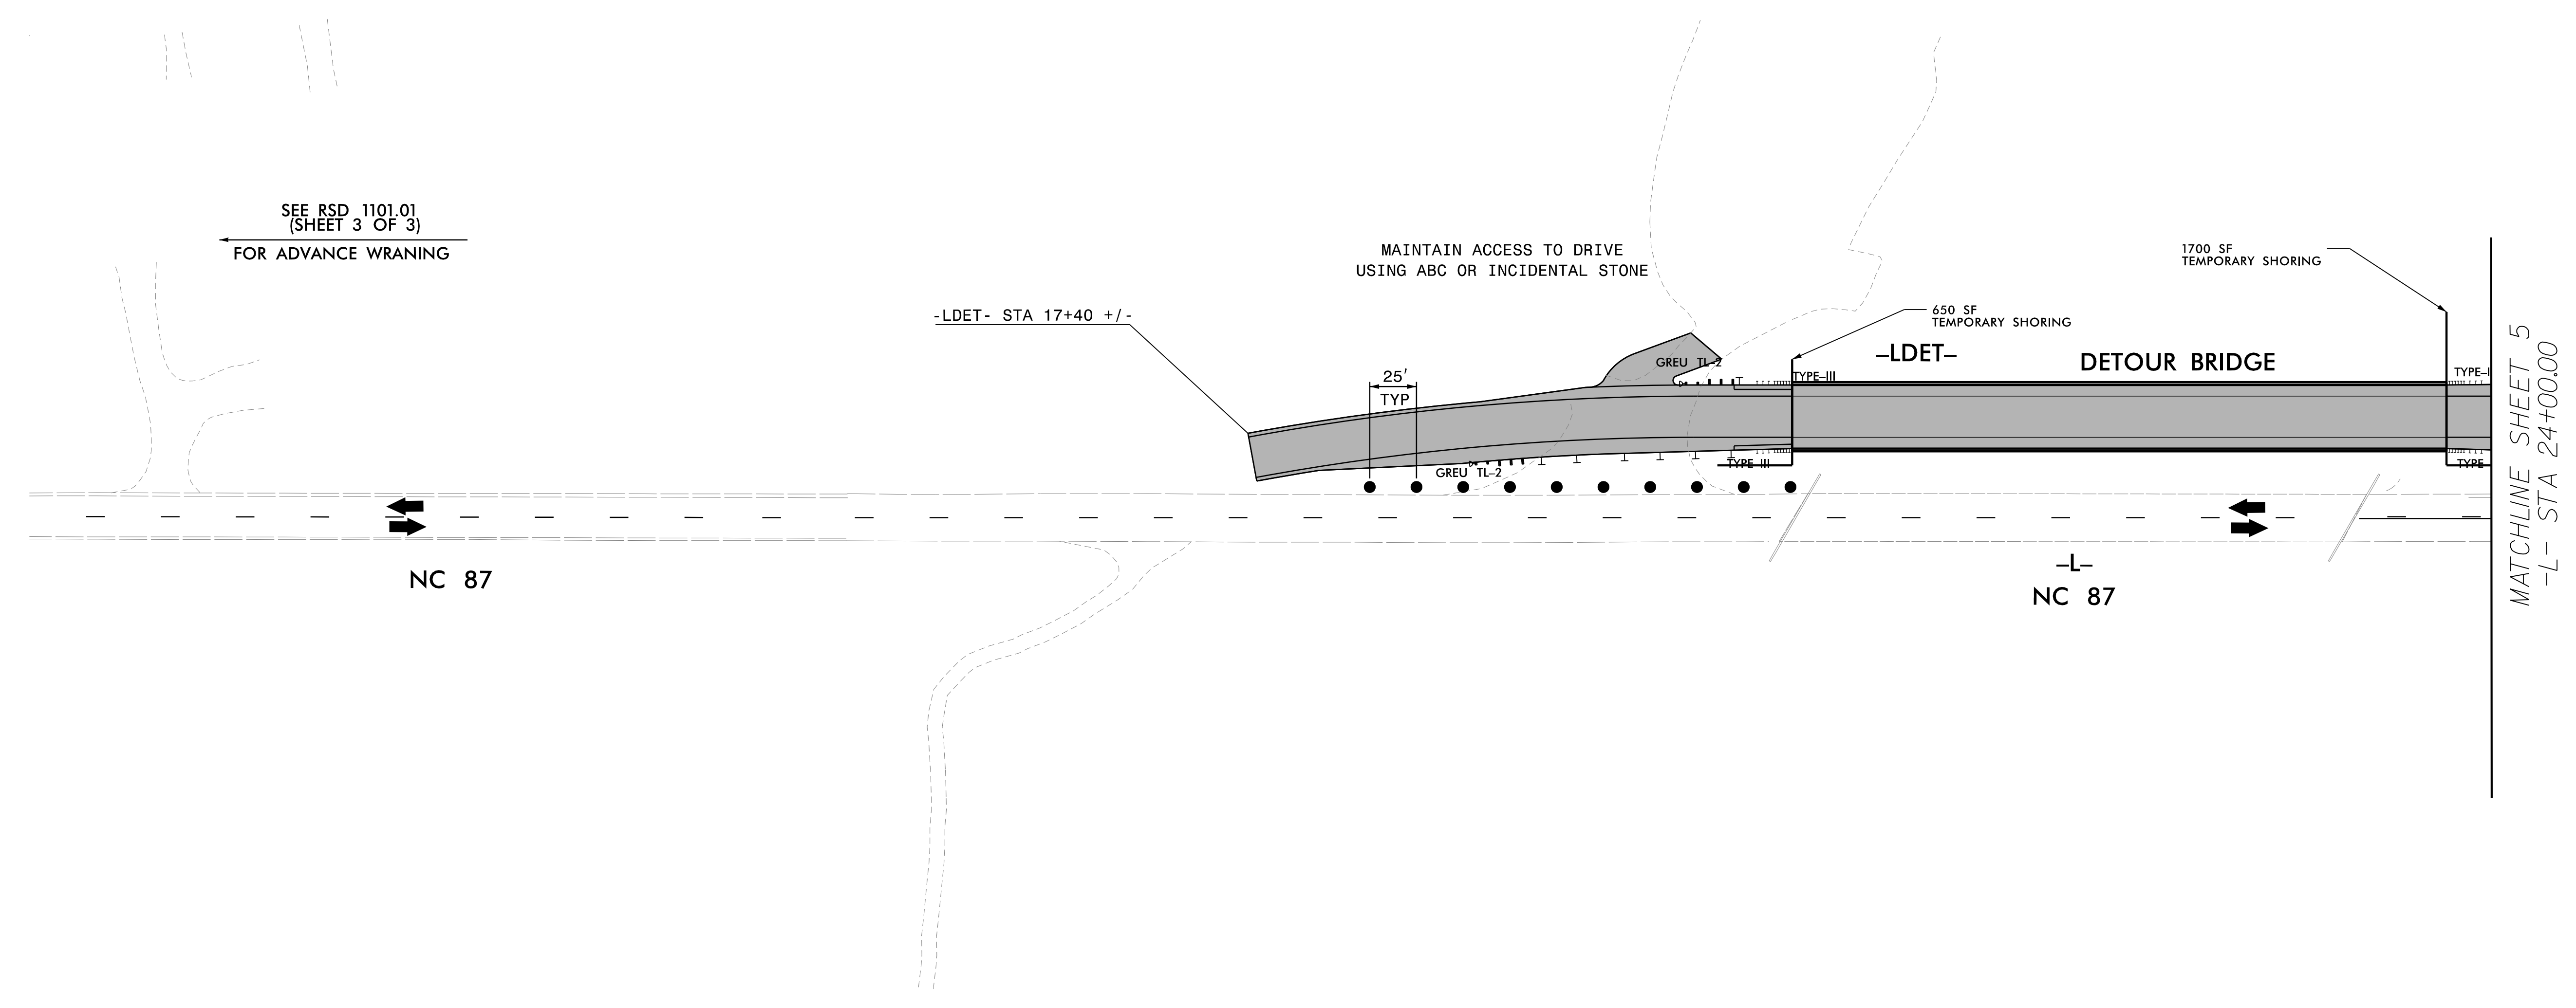 SEE RSD 1101.01
(SHEET 3 OF 3)
FOR ADVANCE WRANING
MAINTAIN ACCESS TO DRIVE
USING ABC OR INCIDENTAL STONE
1700 SF
TEMPORARY SHORING
-LDET- STA 17+40 +/-
650 SF
TEMPORARY SHORING
-LDET-
DETOUR BRIDGE
GREU TL-2
25'
TYP
TYPE-III
TYPE-I
GREU TL-2
TYPE-III
TYPE
NC 87
-L-
NC 87
MATCHLINE SHEET 5
-L- STA 24+00.00